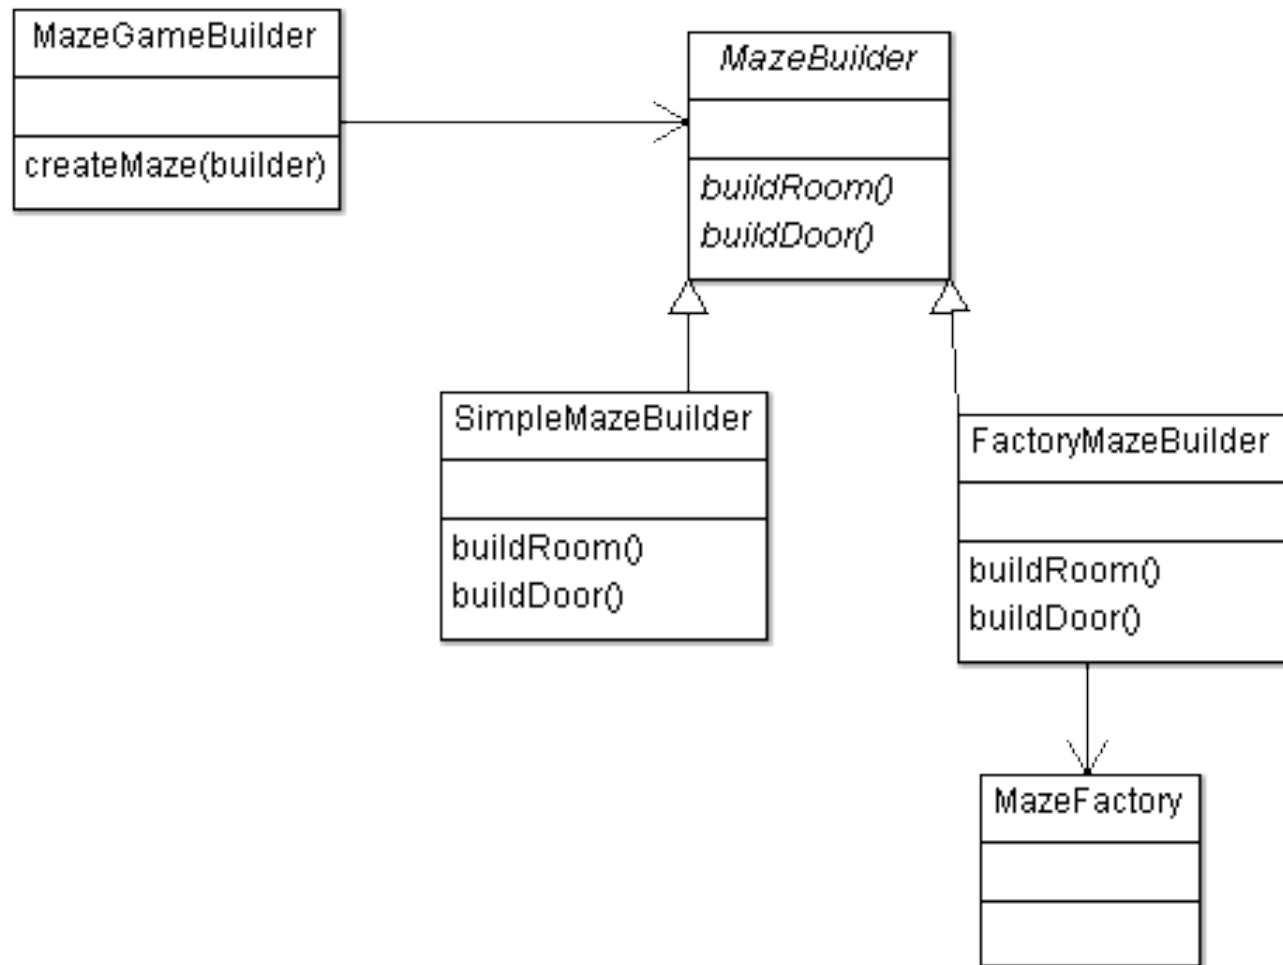 MazeGameBuilder
createMaze(builder)
MazeBuilder
buildRoom()
buildDoor()
SimpleMazeBuilder
buildRoom()
buildDoor()
FactoryMazeBuilder
buildRoom()
buildDoor()
MazeFactory